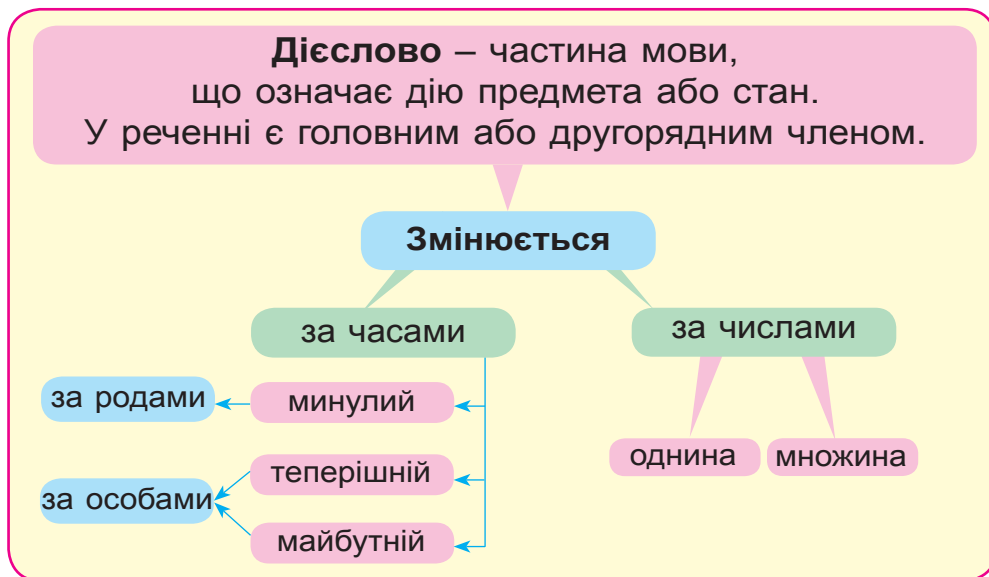 Дієслово – частина мови,
що означає дію предмета або стан.
У реченні є головним або другорядним членом.
Змінюється
за часами
за числами
за родами
минулий
теперішній
за особами
майбутній
однина
множина